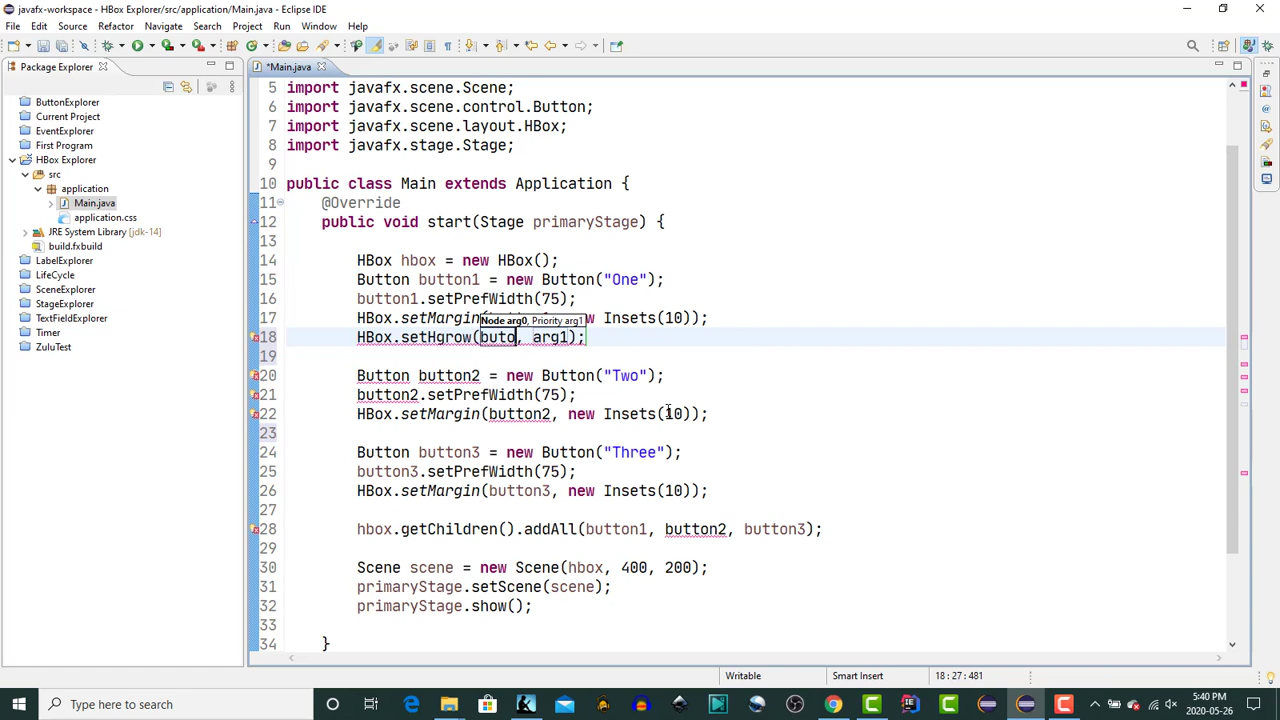 javafx-workspace - HBox Explorer/src/application/Main.java - Eclipse IDE
File Edit Source Refactor Navigate Search Project Run Window Help
Package Explorer
*Main.java
ButtonExplorer
Current Project
EventExplorer
First Program
HBox Explorer
src
application
Main.java
application.css
JRE System Library [jdk-14]
build.fxbuild
LabelExplorer
LifeCycle
SceneExplorer
StageExplorer
TextFieldExplorer
Timer
ZuluTest
5 import javafx.scene.Scene;
6 import javafx.scene.control.Button;
7 import javafx.scene.layout.HBox;
8 import javafx.stage.Stage;
9
10 public class Main extends Application {
11 @Override
12 public void start(Stage primaryStage) {
13
14 HBox hbox = new HBox();
15 Button button1 = new Button("One");
16 button1.setPrefWidth(75);
17 HBox.setMargin( w Insets(10));
Node arg0, Priority arg1
18 HBox.setHgrow(buto, arg1);
19
20 Button button2 = new Button("Two");
21 button2.setPrefWidth(75);
22 HBox.setMargin(button2, new Insets(10));
23
24 Button button3 = new Button("Three");
25 button3.setPrefWidth(75);
26 HBox.setMargin(button3, new Insets(10));
27
28 hbox.getChildren().addAll(button1, button2, button3);
29
30 Scene scene = new Scene(hbox, 400, 200);
31 primaryStage.setScene(scene);
32 primaryStage.show();
33
34 }
Writable Smart Insert 18 : 27 : 481
Type here to search
5:40 PM
2020-05-26